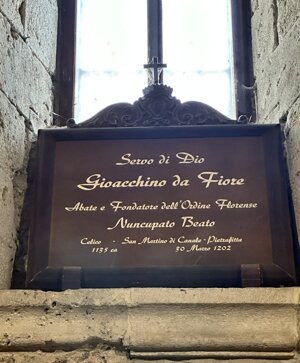 Servo di Dio
Gioacchino da Fiore
Abate e Fondatore dell'Ordine Florense
Nuncupato Beato
Celico - San Martino di Canale - Pietrafitta
1135 ca 30 Marzo 1202